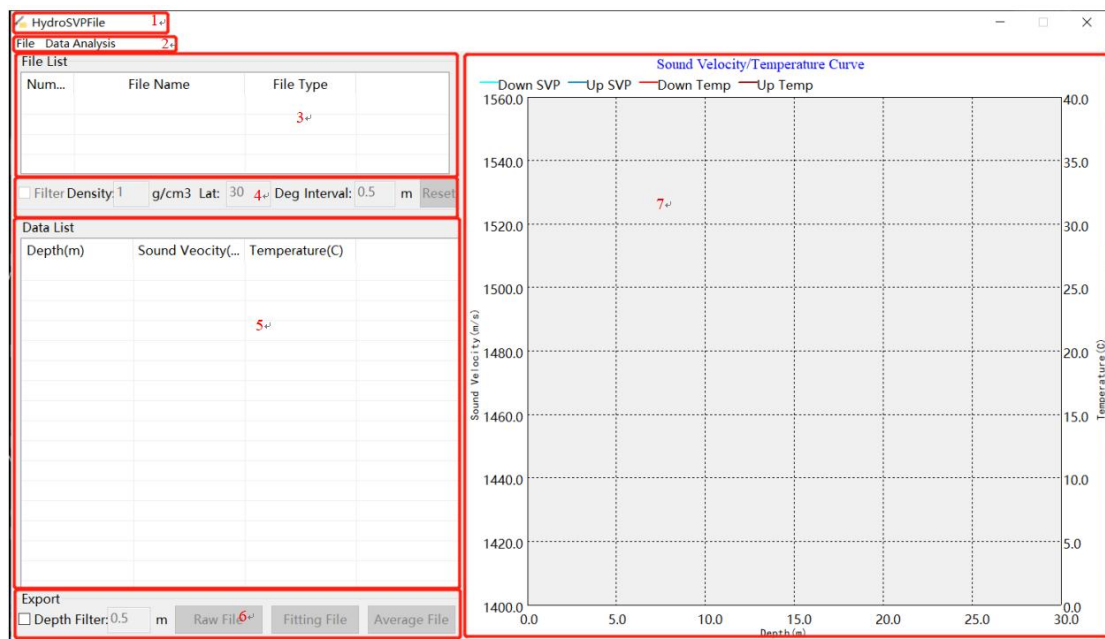 HydroSVPFile 1
File Data Analysis 2
File List
Num... File Name File Type
3
Filter Density: 1 g/cm3 Lat: 30 4 Deg Interval: 0.5 m Reset
Data List
Depth(m) Sound Veocity(... Temperature(C)
5
Export
Depth Filter: 0.5 m Raw File 6 Fitting File Average File
Sound Velocity/Temperature Curve
Down SVP Up SVP Down Temp Up Temp
7
Sound Velocity(m/s)
1560.0
1540.0
1520.0
1500.0
1480.0
1460.0
1440.0
1420.0
1400.0
40.0
35.0
30.0
25.0
20.0
15.0
10.0
5.0
0.0
Temperature(C)
0.0 5.0 10.0 15.0 20.0 25.0 30.0
Depth(m)